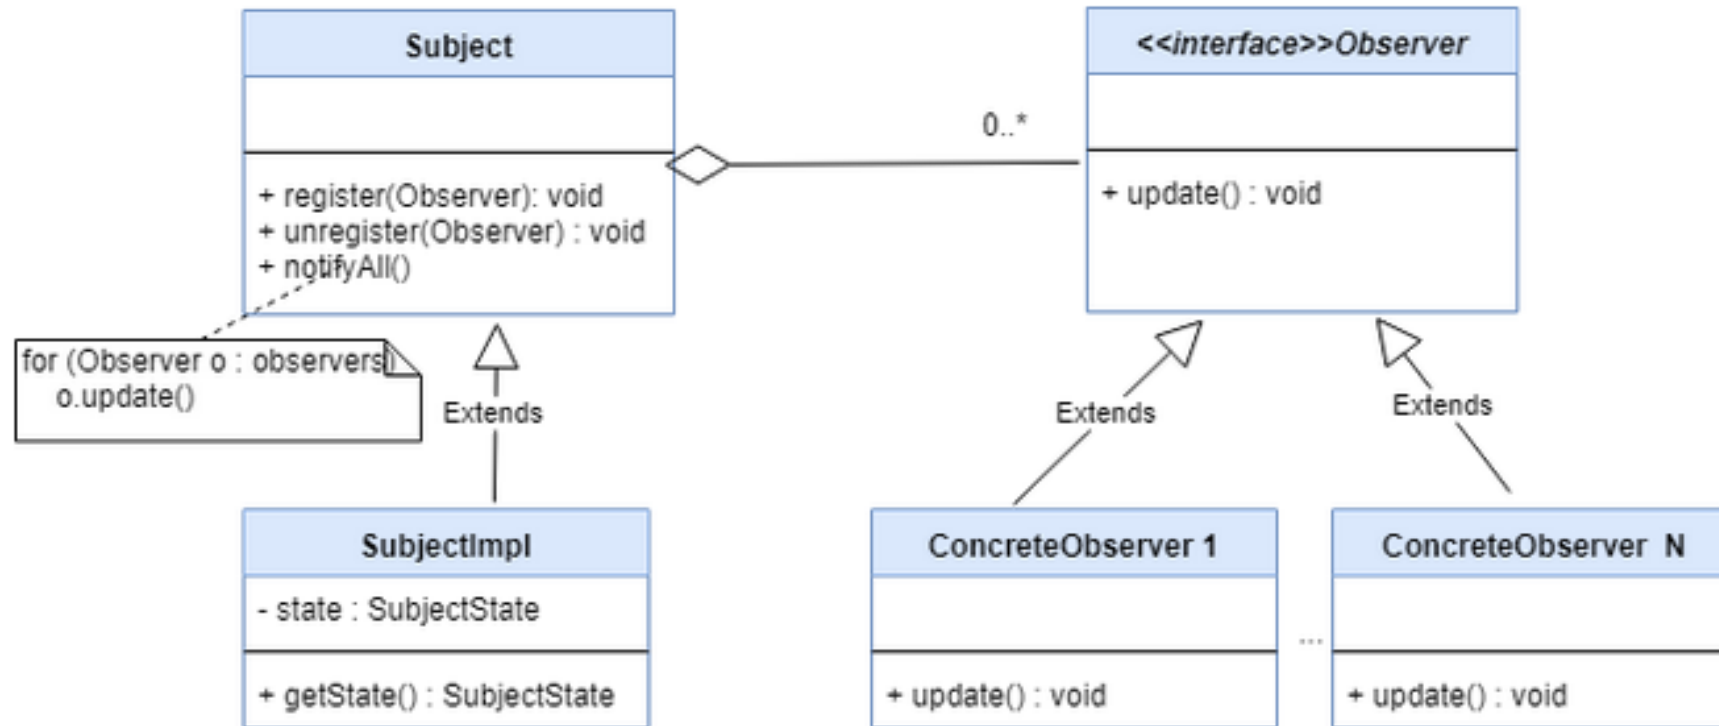 Subject
+ register(Observer): void
+ unregister(Observer) : void
+ notifyAll()
<<interface>>Observer
0..*
+ update() : void
for (Observer o : observers)
o.update()
Extends
Extends
Extends
SubjectImpl
- state : SubjectState
+ getState() : SubjectState
ConcreteObserver 1
+ update() : void
...
ConcreteObserver N
+ update() : void